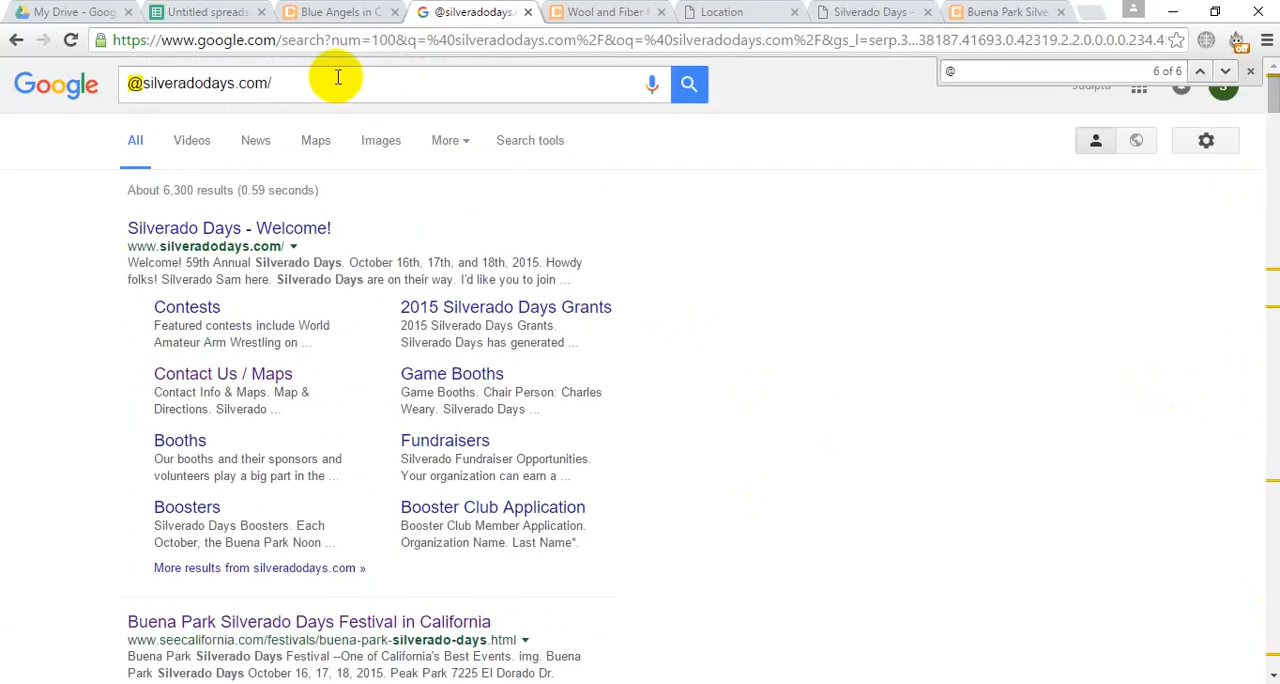 My Drive - Goog
Untitled spreads
Blue Angels in C
@silveradodays.
Wool and Fiber F
Location
Silverado Days -
Buena Park Silve
https://www.google.com/search?num=100&q=%40silveradodays.com%2F&oq=%40silveradodays.com%2F&gs_l=serp.3...38187.41693.0.42319.2.2.0.0.0.0.234.4
Google
@silveradodays.com/
@
6 of 6
All
Videos
News
Maps
Images
More
Search tools
About 6,300 results (0.59 seconds)
Silverado Days - Welcome!
www.silveradodays.com/
Welcome! 59th Annual Silverado Days. October 16th, 17th, and 18th, 2015. Howdy
folks! Silverado Sam here. Silverado Days are on their way. I'd like you to join ...
Contests
Featured contests include World
Amateur Arm Wrestling on ...
2015 Silverado Days Grants
2015 Silverado Days Grants.
Silverado Days has generated ...
Contact Us / Maps
Contact Info & Maps. Map &
Directions. Silverado ...
Game Booths
Game Booths. Chair Person: Charles
Weary. Silverado Days ...
Booths
Our booths and their sponsors and
volunteers play a big part in the ...
Fundraisers
Silverado Fundraiser Opportunities.
Your organization can earn a ...
Boosters
Silverado Days Boosters. Each
October, the Buena Park Noon ...
Booster Club Application
Booster Club Member Application.
Organization Name. Last Name*.
More results from silveradodays.com »
Buena Park Silverado Days Festival in California
www.seecalifornia.com/festivals/buena-park-silverado-days.html
Buena Park Silverado Days Festival --One of California's Best Events. img. Buena
Park Silverado Days October 16, 17, 18, 2015. Peak Park 7225 El Dorado Dr.